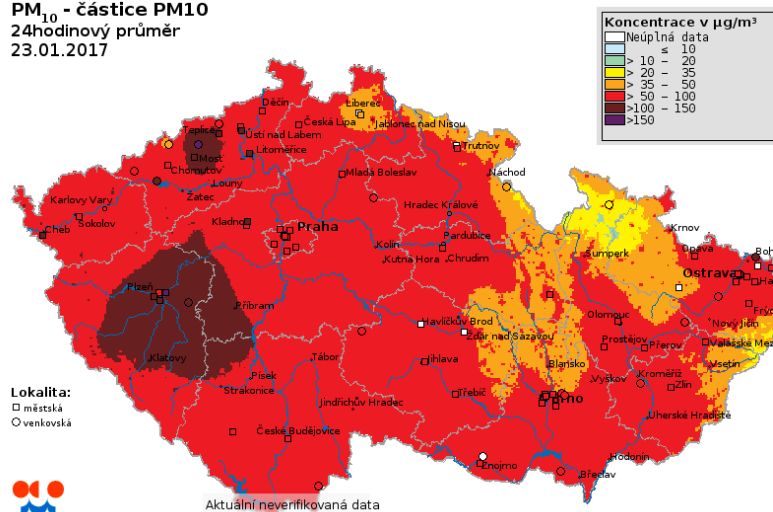 PM10 - částice PM10
24hodinový průměr
23.01.2017
Koncentrace v µg/m³
Neúplná data
≤ 10
> 10 - 20
> 20 - 35
> 35 - 50
> 50 - 100
>100 - 150
>150
Děčín
Liberec
Teplice
Česká Lípa
Jablonec nad Nisou
Ústí nad Labem
Most
Litoměřice
Trutnov
Chomutov
Mladá Boleslav
Náchod
Louny
Žatec
Karlovy Vary
Sokolov
Hradec Králové
Cheb
Kladno
Praha
Krnov
Pardubice
Opava
Boh
Kolín
Kutna Hora
Chrudim
Šumperk
Ostrava
Ha
Plzeň
Příbram
Olomouc
Frýd
Havlíčkův Brod
Nový Jičín
Žďár nad Sázavou
Prostějov
Přerov
Valašské Mez
Klatovy
Tábor
Jihlava
Blansko
Vsetín
Písek
Vyškov
Kroměříž
Strakonice
Zlín
Lokalita:
městská
venkovská
Jindřichův Hradec
Třebíč
Brno
Uherské Hradiště
České Budějovice
Hodonín
Znojmo
Břeclav
Aktuální neverifikovaná data